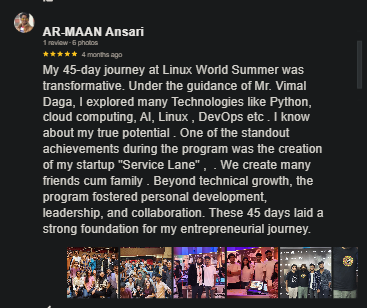 AR-MAAN Ansari
1 review · 6 photos
★★★★★ 4 months ago
My 45-day journey at Linux World Summer was
transformative. Under the guidance of Mr. Vimal
Daga, I explored many Technologies like Python,
cloud computing, AI, Linux , DevOps etc . I know
about my true potential . One of the standout
achievements during the program was the creation
of my startup "Service Lane" , . We create many
friends cum family . Beyond technical growth, the
program fostered personal development,
leadership, and collaboration. These 45 days laid a
strong foundation for my entrepreneurial journey.